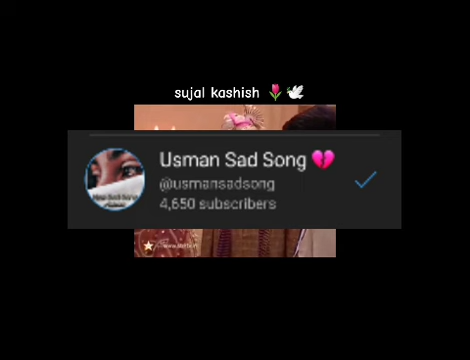 sujal kashish 🌷🕊️
Usman Sad Song 💔
@usmansadsong
4,650 subscribers